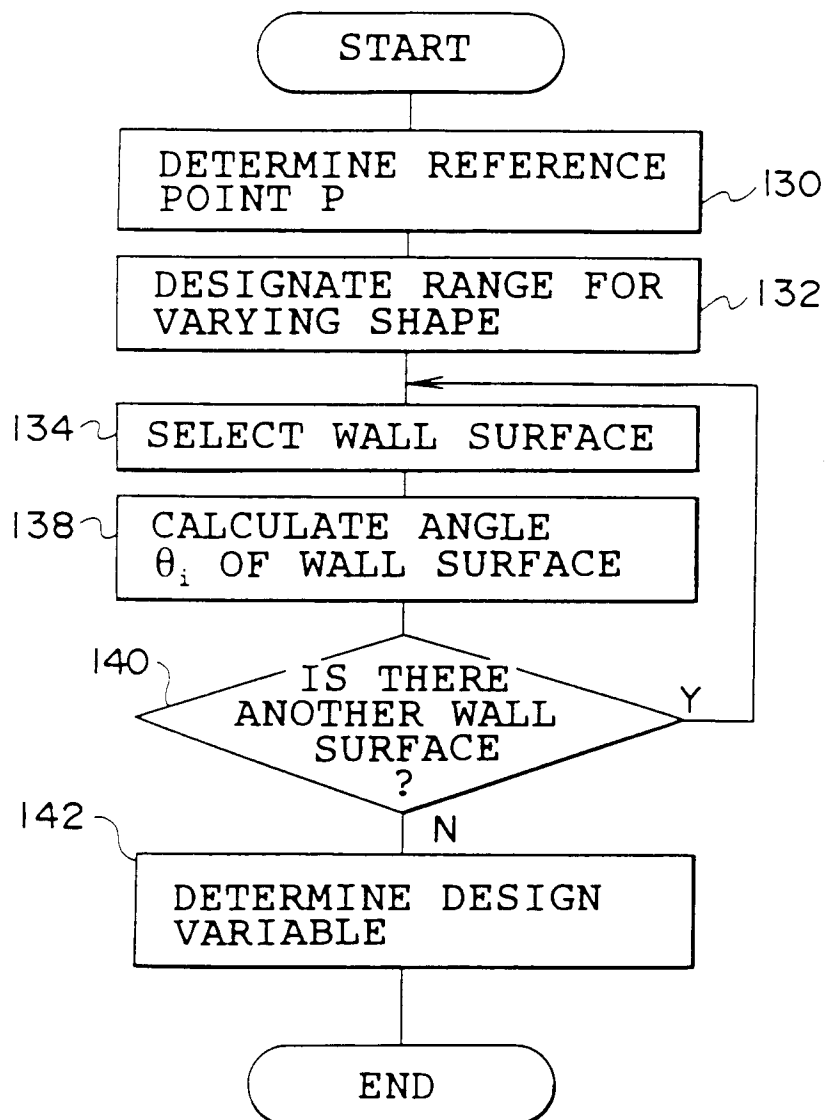 START
DETERMINE REFERENCE
POINT P
130
DESIGNATE RANGE FOR
VARYING SHAPE
132
134
SELECT WALL SURFACE
138
CALCULATE ANGLE
θi OF WALL SURFACE
140
IS THERE
ANOTHER WALL
SURFACE
?
Y
N
142
DETERMINE DESIGN
VARIABLE
END